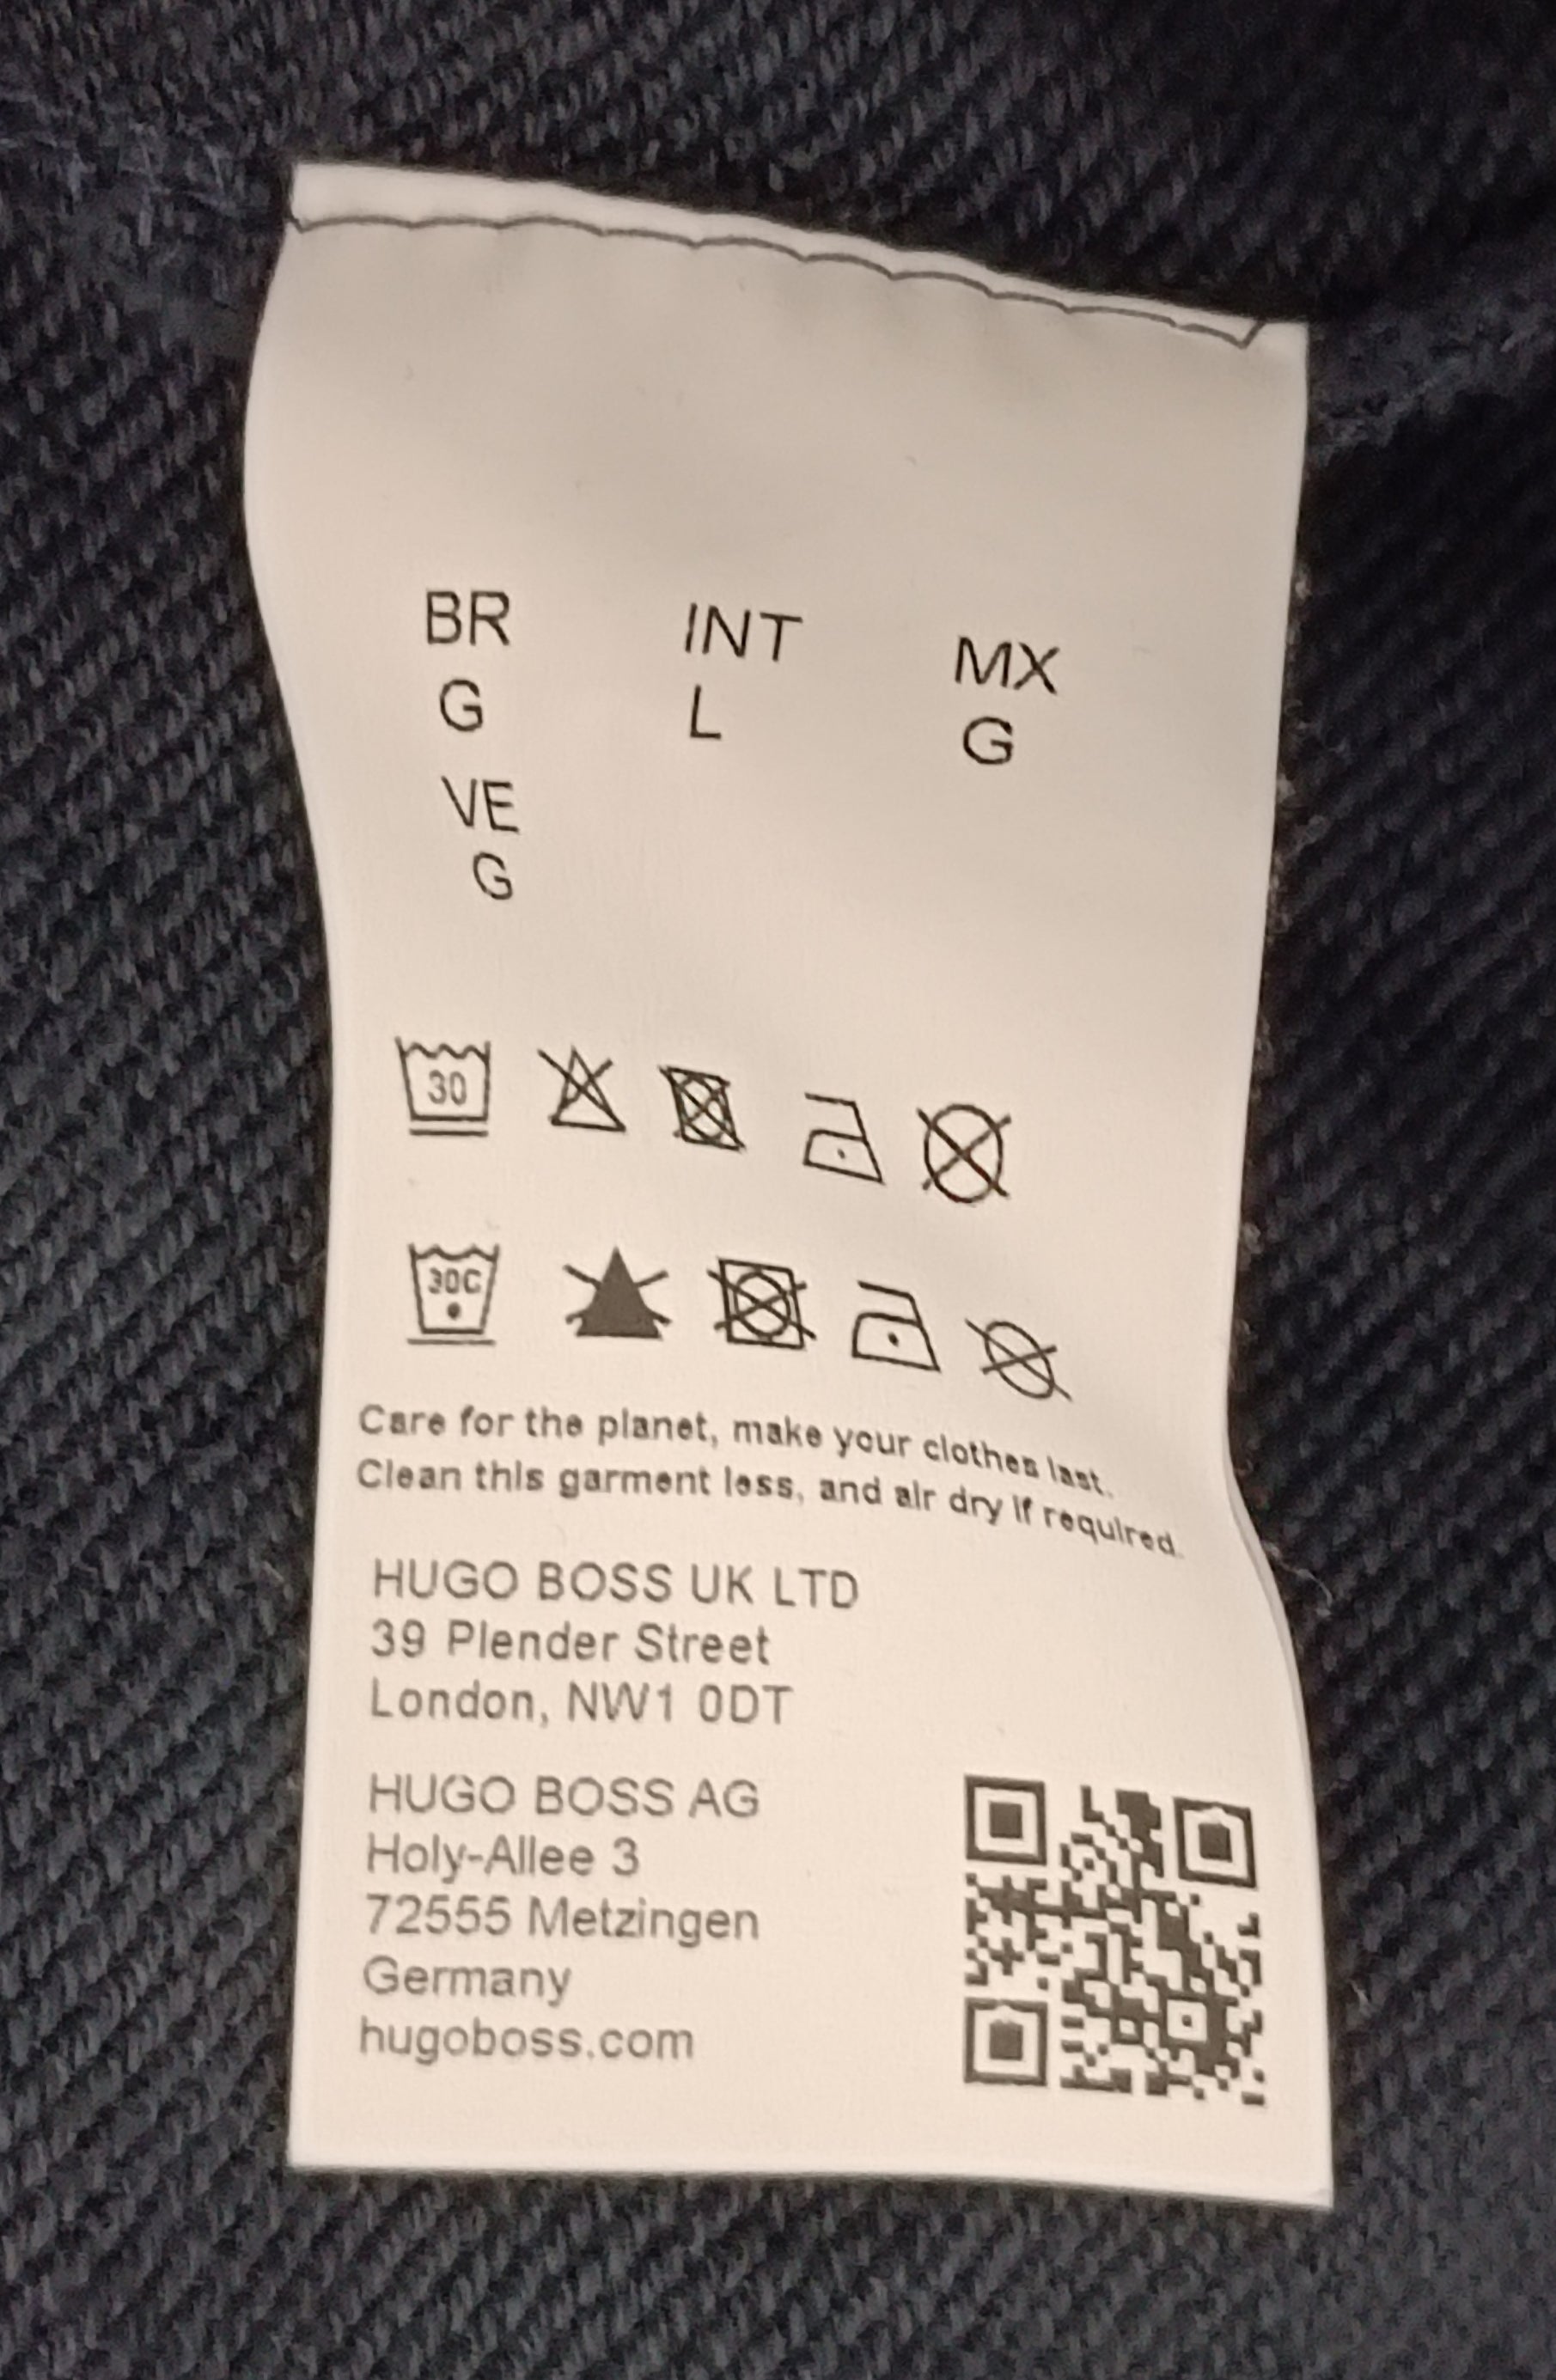 BR INT MX
G L G
VE
G
30
30C
Care for the planet, make your clothes last.
Clean this garment less, and air dry if required.
HUGO BOSS UK LTD
39 Plender Street
London, NW1 0DT
HUGO BOSS AG
Holy-Allee 3
72555 Metzingen
Germany
hugoboss.com